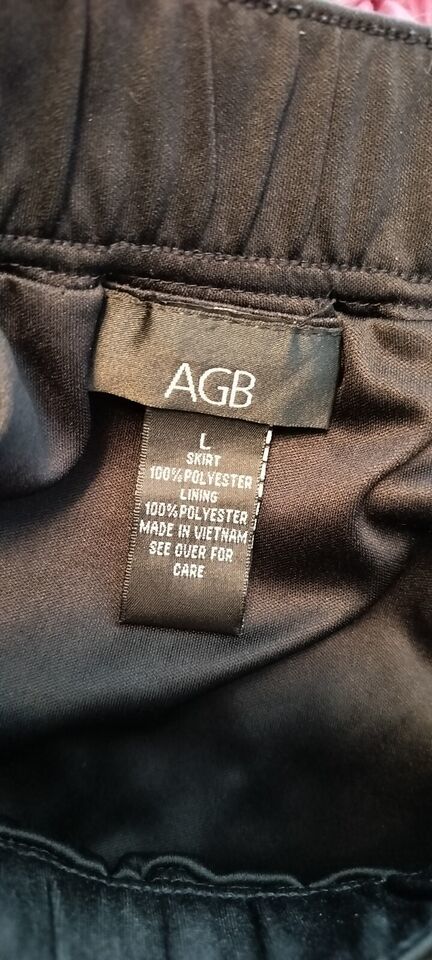 AGB
L
SKIRT
100% POLYESTER
LINING
100% POLYESTER
MADE IN VIETNAM
SEE OVER FOR
CARE